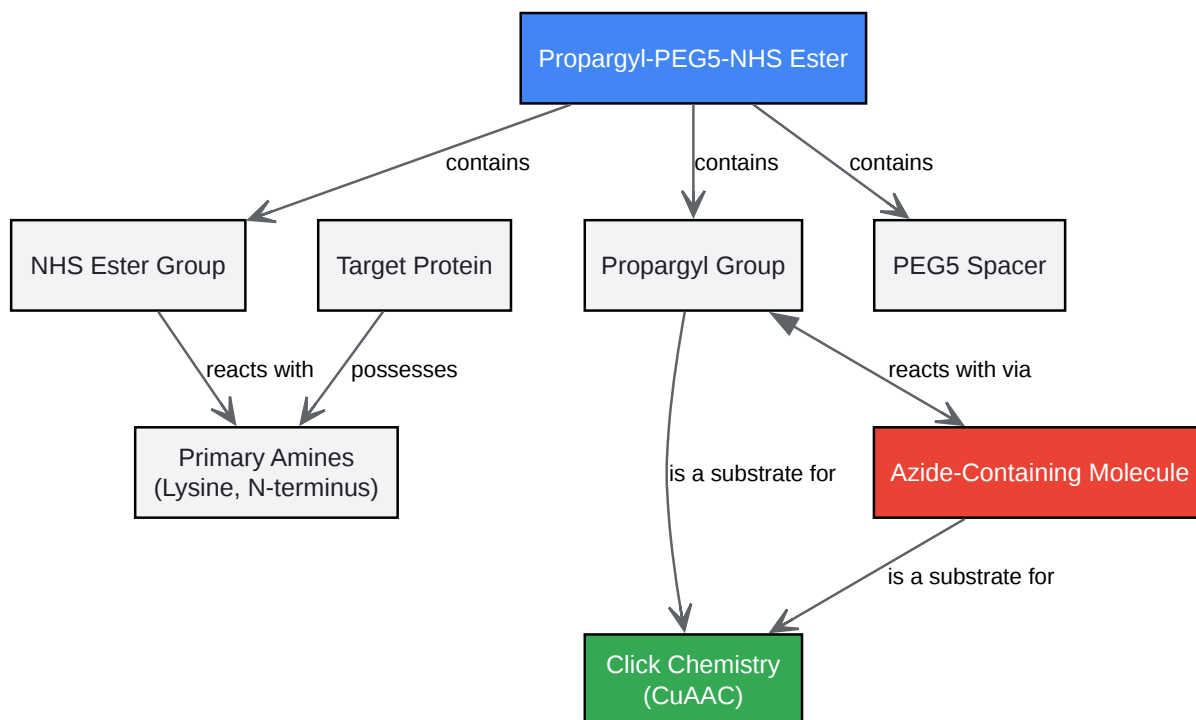 Propargyl-PEG5-NHS Ester
contains
contains
contains
NHS Ester Group
Target Protein
Propargyl Group
PEG5 Spacer
reacts with
possesses
reacts with via
Primary Amines
(Lysine, N-terminus)
is a substrate for
Azide-Containing Molecule
is a substrate for
Click Chemistry
(CuAAC)